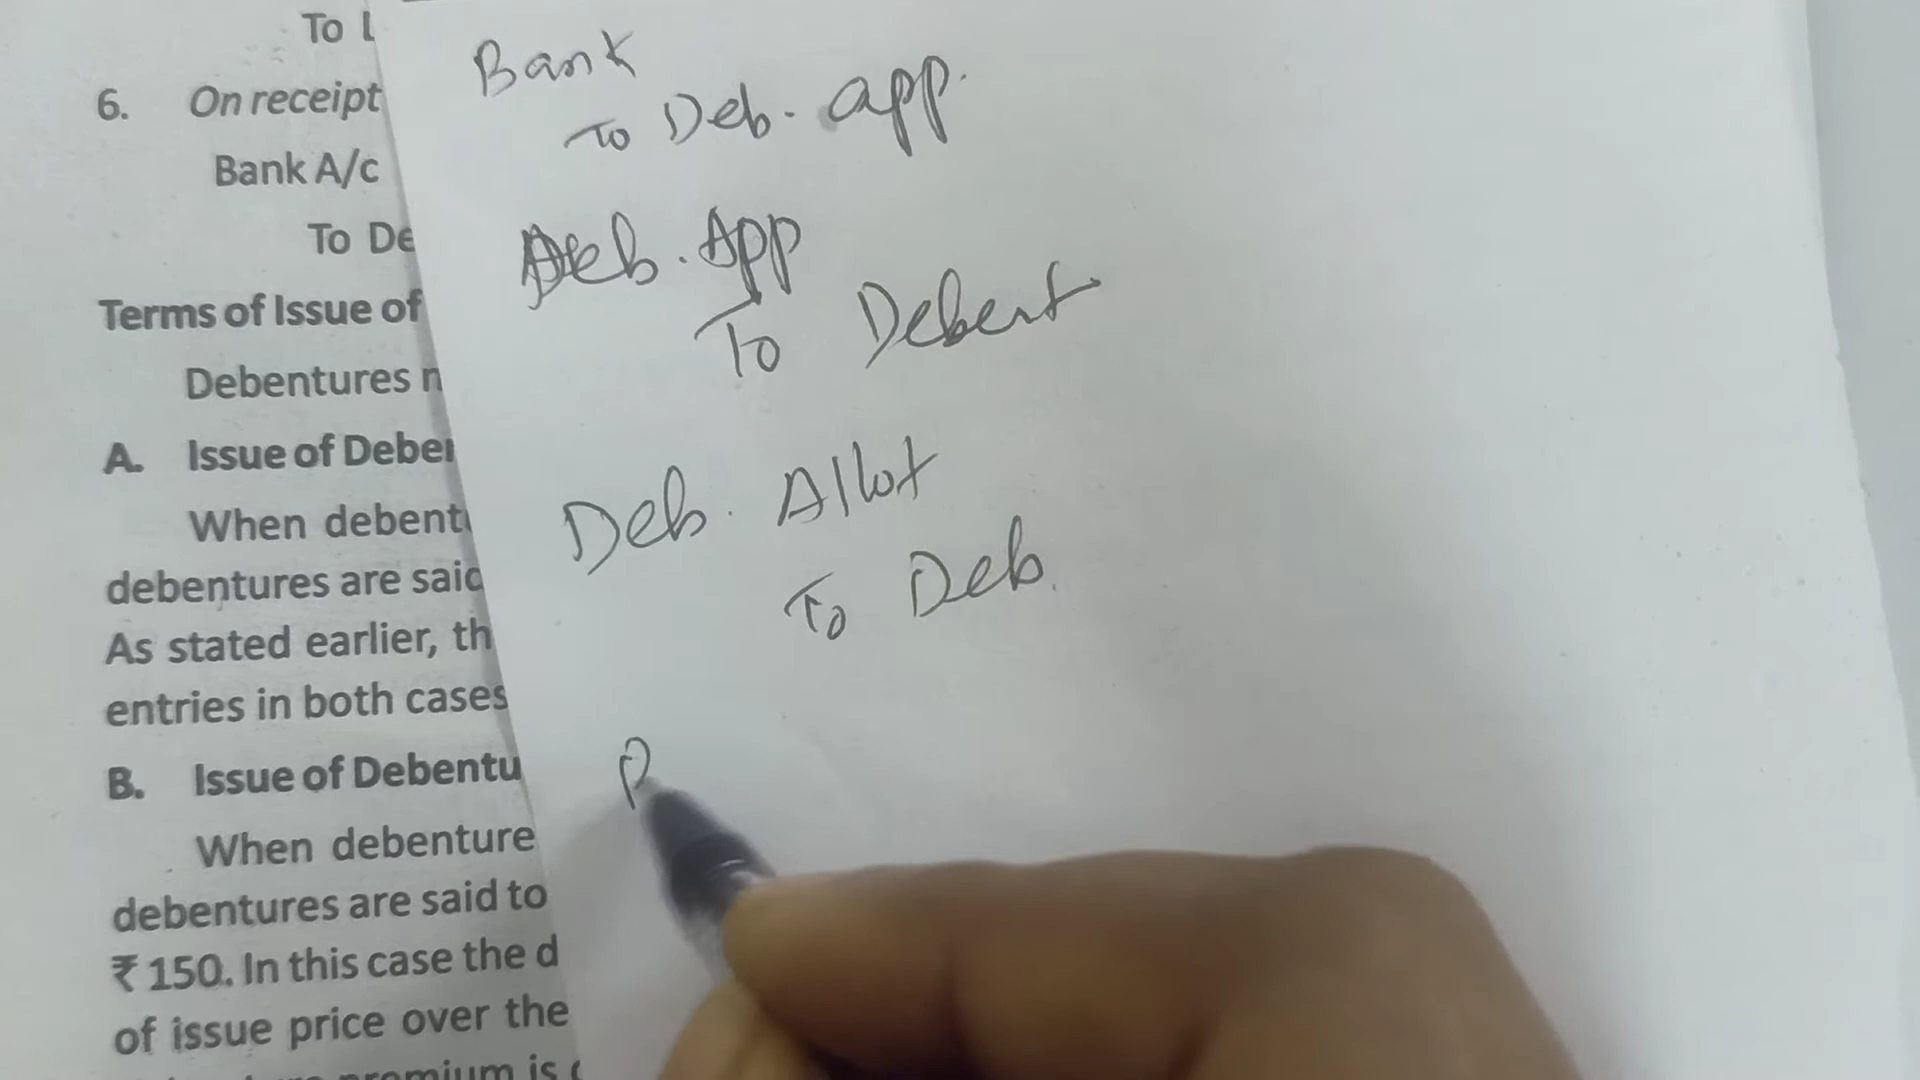 To
6. On receipt
Bank A/c
To De
Terms of Issue of
Debentures n
A. Issue of Deber
When debent
debentures are said
As stated earlier, th
entries in both cases
B. Issue of Debentu
When debenture
debentures are said to
₹ 150. In this case the d
of issue price over the
premium is
Bank
To Deb. app.
Deb. App
To Debent
Deb. Allot
To Deb.